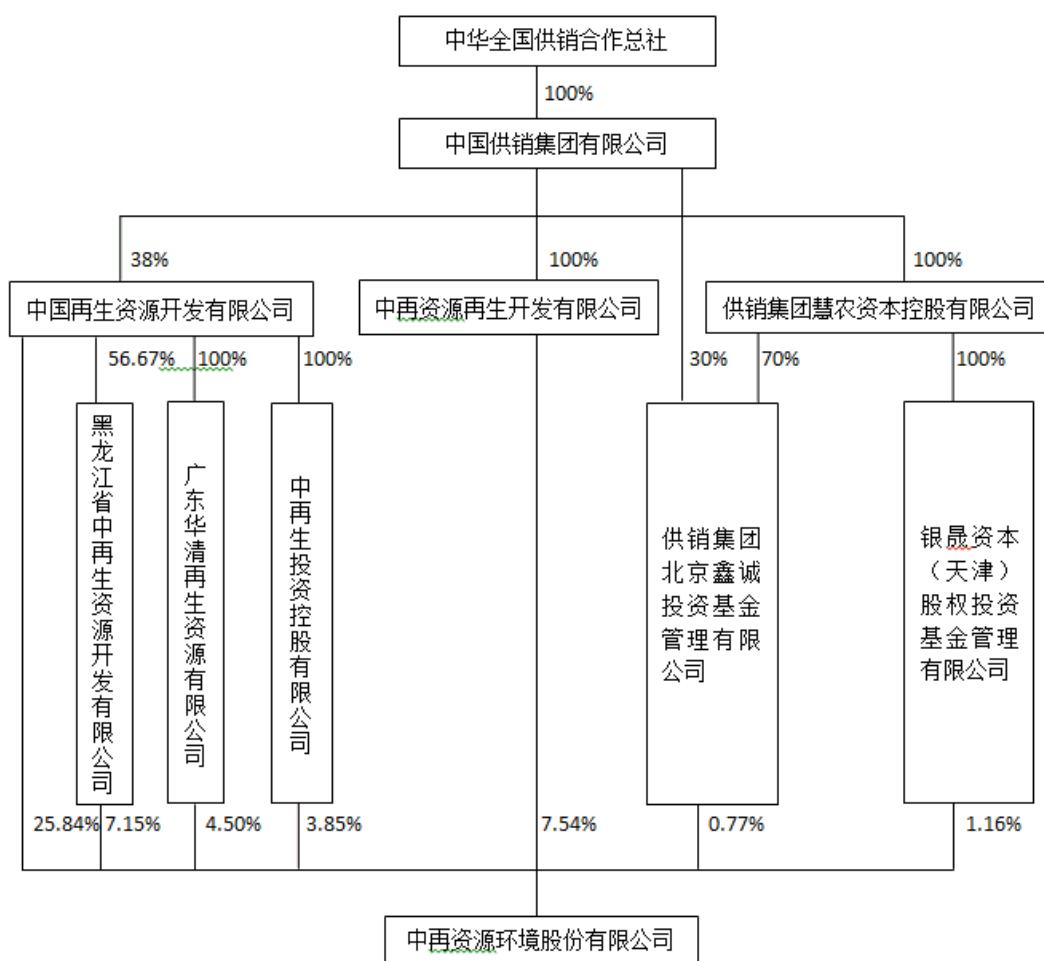 中华全国供销合作总社
100%
中国供销集团有限公司
38%
100%
100%
中国再生资源开发有限公司
中再资源再生开发有限公司
供销集团慧农资本控股有限公司
56.67%
100%
100%
30%
70%
100%
黑龙江省中再生资源开发有限公司
广东华清再生资源有限公司
中再生投资控股有限公司
供销集团
北京鑫诚
投资基金
管理有限
公司
银晟资本
（天津）
股权投资
基金管理
有限公司
25.84%
7.15%
4.50%
3.85%
7.54%
0.77%
1.16%
中再资源环境股份有限公司